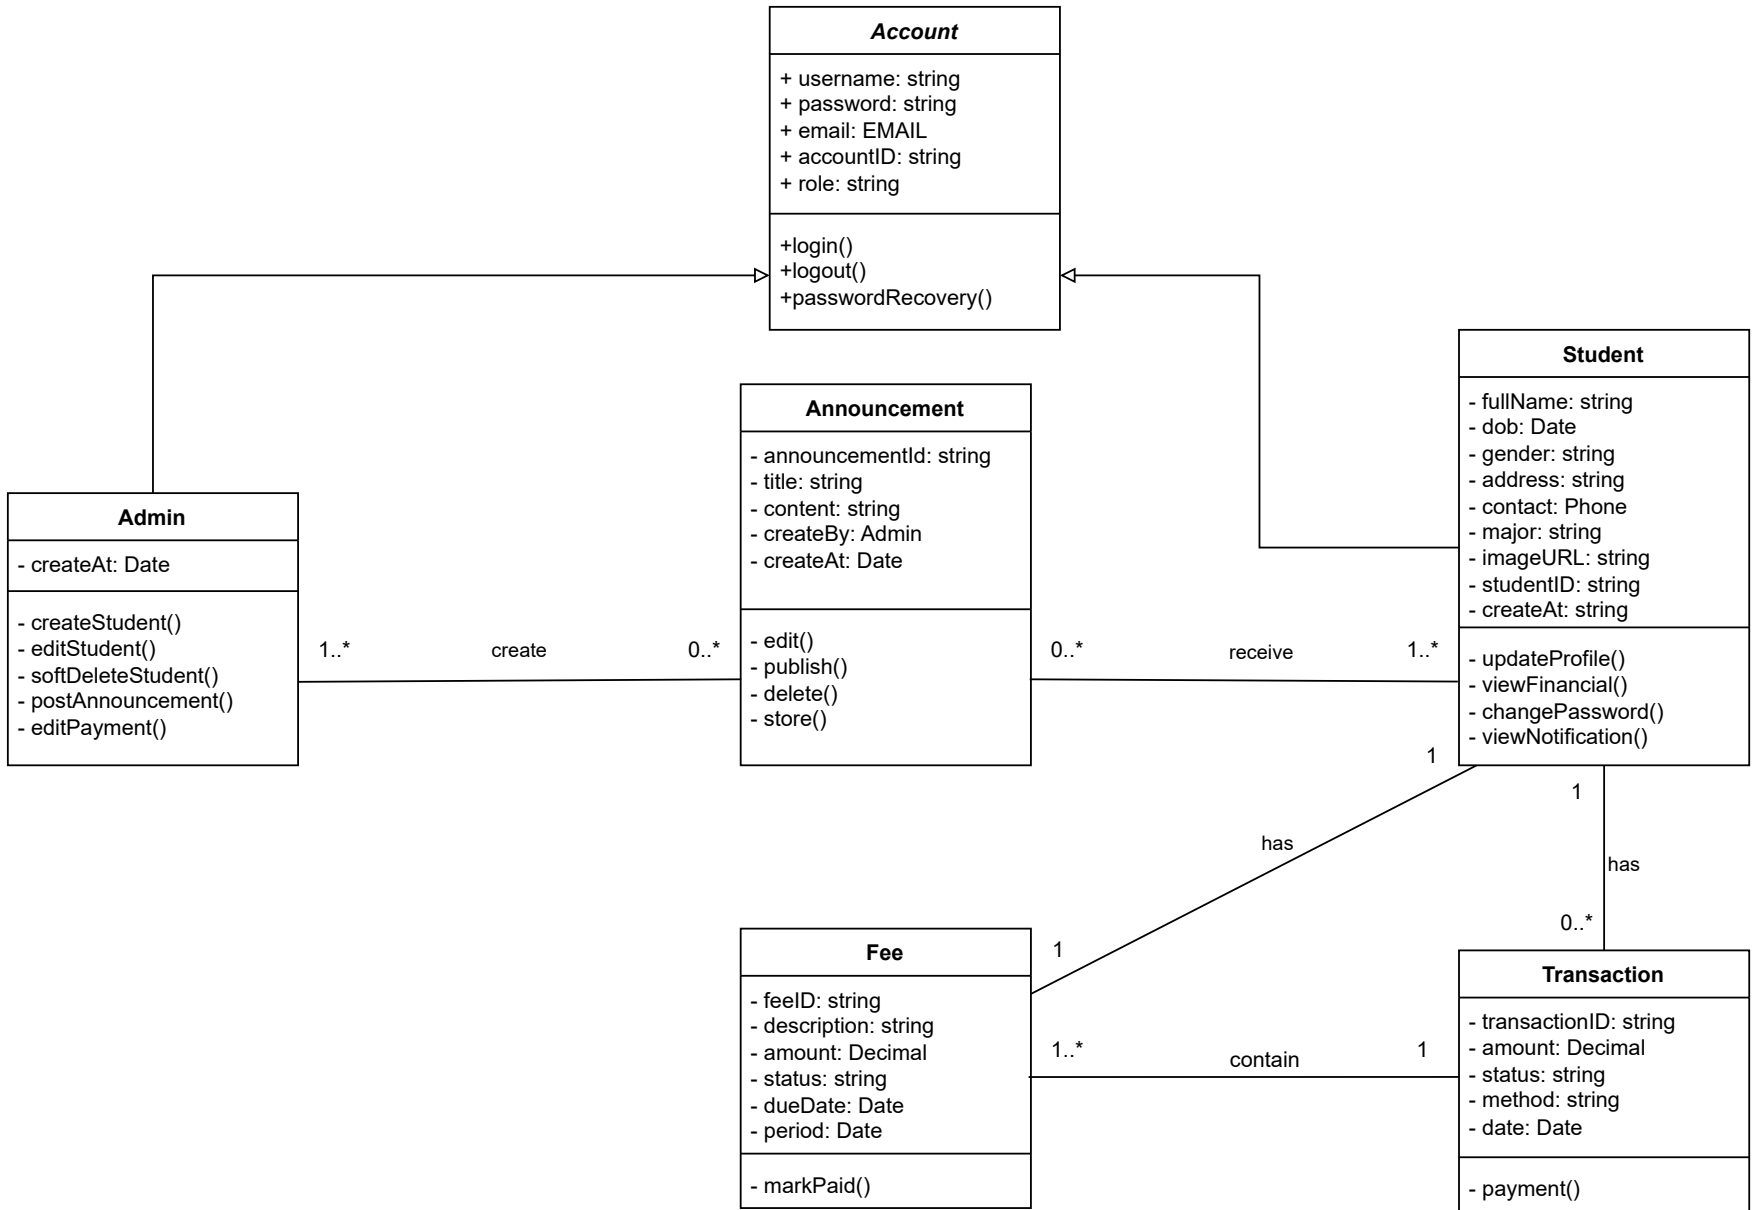 Account
+ username: string
+ password: string
+ email: EMAIL
+ accountID: string
+ role: string
+login()
+logout()
+passwordRecovery()
Student
- fullName: string
- dob: Date
- gender: string
- address: string
- contact: Phone
- major: string
- imageURL: string
- studentID: string
- createAt: string
- updateProfile()
- viewFinancial()
- changePassword()
- viewNotification()
Announcement
- announcementId: string
- title: string
- content: string
- createBy: Admin
- createAt: Date
- edit()
- publish()
- delete()
- store()
Admin
- createAt: Date
- createStudent()
- editStudent()
- softDeleteStudent()
- postAnnouncement()
- editPayment()
1..* create 0..*
0..* receive 1..*
1
has
1
1
has
0..*
Fee
- feeID: string
- description: string
- amount: Decimal
- status: string
- dueDate: Date
- period: Date
- markPaid()
1..* contain 1
Transaction
- transactionID: string
- amount: Decimal
- status: string
- method: string
- date: Date
- payment()